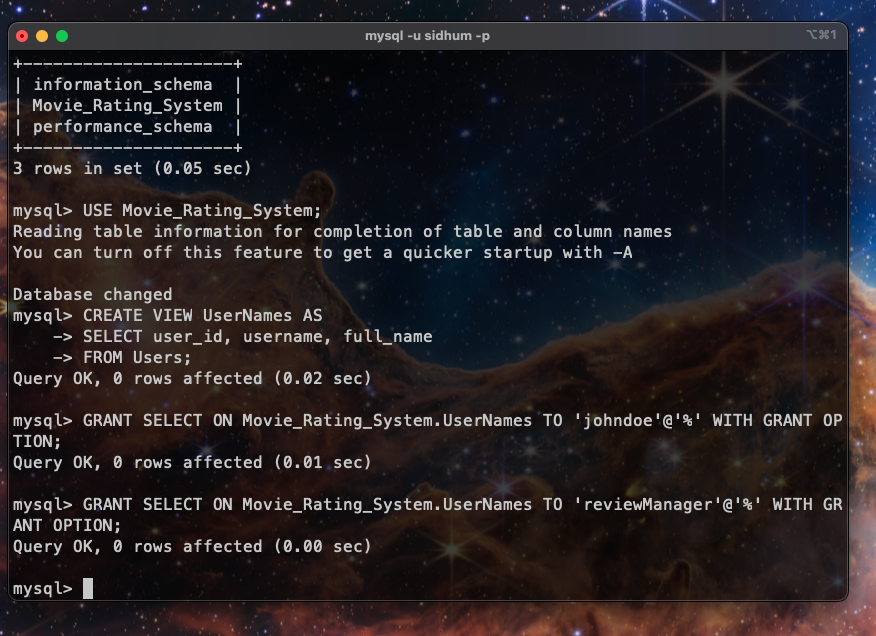 mysql -u sidhum -p
⌥⌘1
+---------------------+
| information_schema  |
| Movie_Rating_System |
| performance_schema  |
+---------------------+
3 rows in set (0.05 sec)
mysql> USE Movie_Rating_System;
Reading table information for completion of table and column names
You can turn off this feature to get a quicker startup with -A
Database changed
mysql> CREATE VIEW UserNames AS
    -> SELECT user_id, username, full_name
    -> FROM Users;
Query OK, 0 rows affected (0.02 sec)
mysql> GRANT SELECT ON Movie_Rating_System.UserNames TO 'johndoe'@'%' WITH GRANT OP
TION;
Query OK, 0 rows affected (0.01 sec)
mysql> GRANT SELECT ON Movie_Rating_System.UserNames TO 'reviewManager'@'%' WITH GR
ANT OPTION;
Query OK, 0 rows affected (0.00 sec)
mysql>